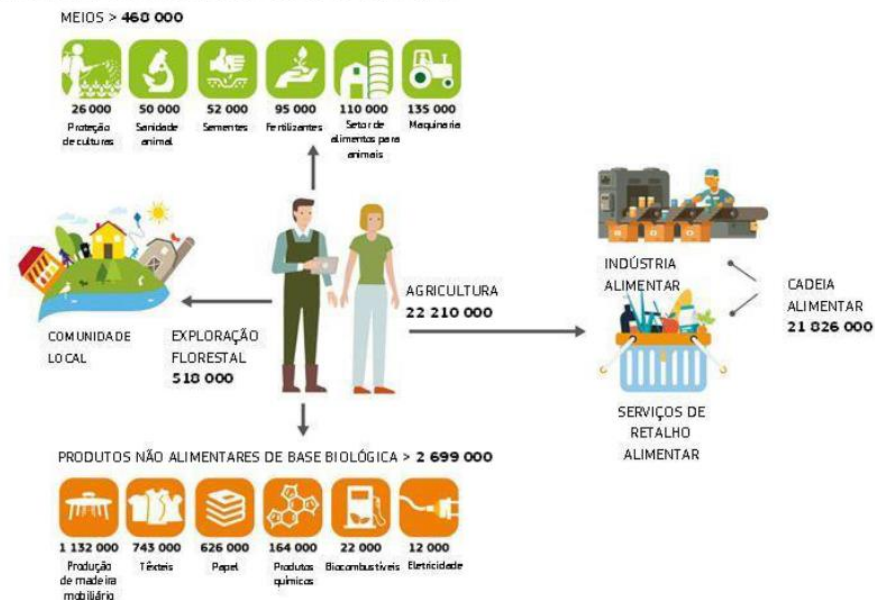 MEIOS > 468 000
26 000
Proteção
de culturas
50 000
Sanidade
animal
52 000
Sementes
95 000
Fertilizantes
110 000
Setor de
alimentos para
animais
135 000
Maquinaria
COMUNIDADE
LOCAL
EXPLORAÇÃO
FLORESTAL
518 000
AGRICULTURA
22 210 000
INDÚSTRIA
ALIMENTAR
CADEIA
ALIMENTAR
21 826 000
SERVIÇOS DE
RETALHO
ALIMENTAR
PRODUTOS NÃO ALIMENTARES DE BASE BIOLÓGICA > 2 699 000
1 132 000
Produção
de madeira
mobiliário
743 000
Têxteis
626 000
Papel
164 000
Produtos
químicos
22 000
Biocombustíveis
12 000
Eletricidade